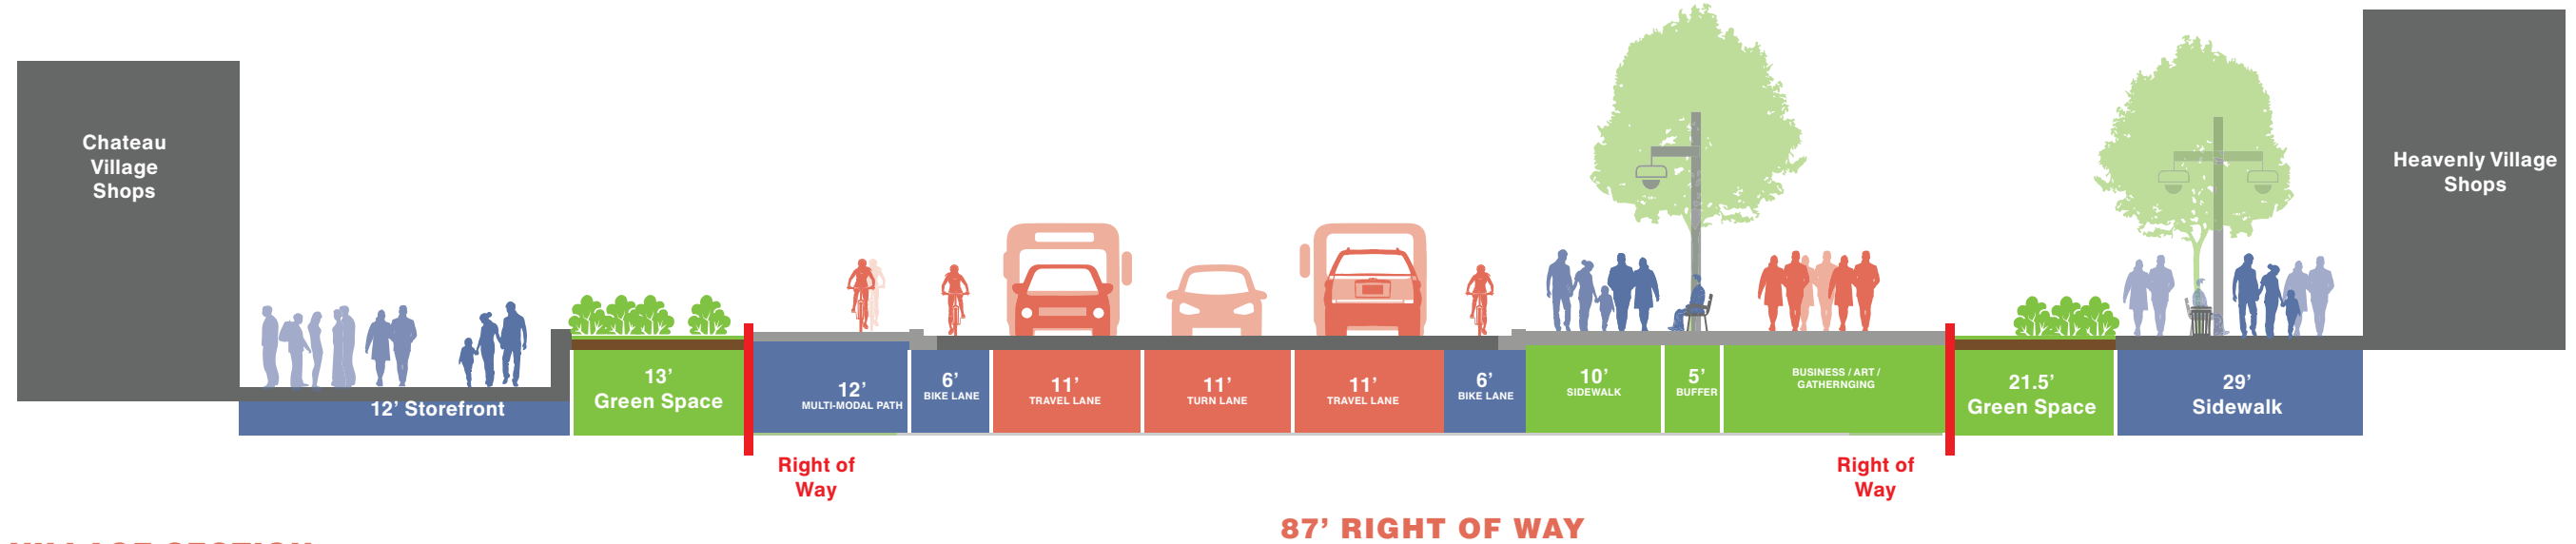 Chateau
Village
Shops
Heavenly Village
Shops
12’ Storefront
13’
Green Space
12’
MULTI-MODAL PATH
6’
BIKE LANE
11’
TRAVEL LANE
11’
TURN LANE
11’
TRAVEL LANE
6’
BIKE LANE
10’
SIDEWALK
5’
BUFFER
BUSINESS / ART /
GATHERNGING
21.5’
Green Space
29’
Sidewalk
Right of
Way
Right of
Way
87’ RIGHT OF WAY
VILLAGE SECTION